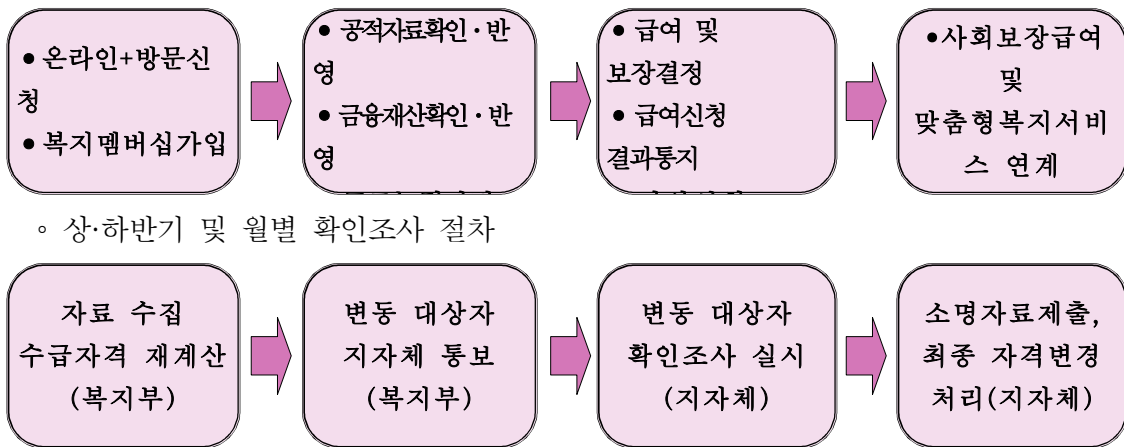 ● 온라인+방문신
청
● 복지멤버십가입
● 공적자료확인·반
영
● 금융재산확인·반
영
● 급여 및
보장결정
● 급여신청
결과통지
●사회보장급여
및
맞춤형복지서비
스 연계
◦ 상·하반기 및 월별 확인조사 절차
자료 수집
수급자격 재계산
(복지부)
변동 대상자
지자체 통보
(복지부)
변동 대상자
확인조사 실시
(지자체)
소명자료제출,
최종 자격변경
처리(지자체)